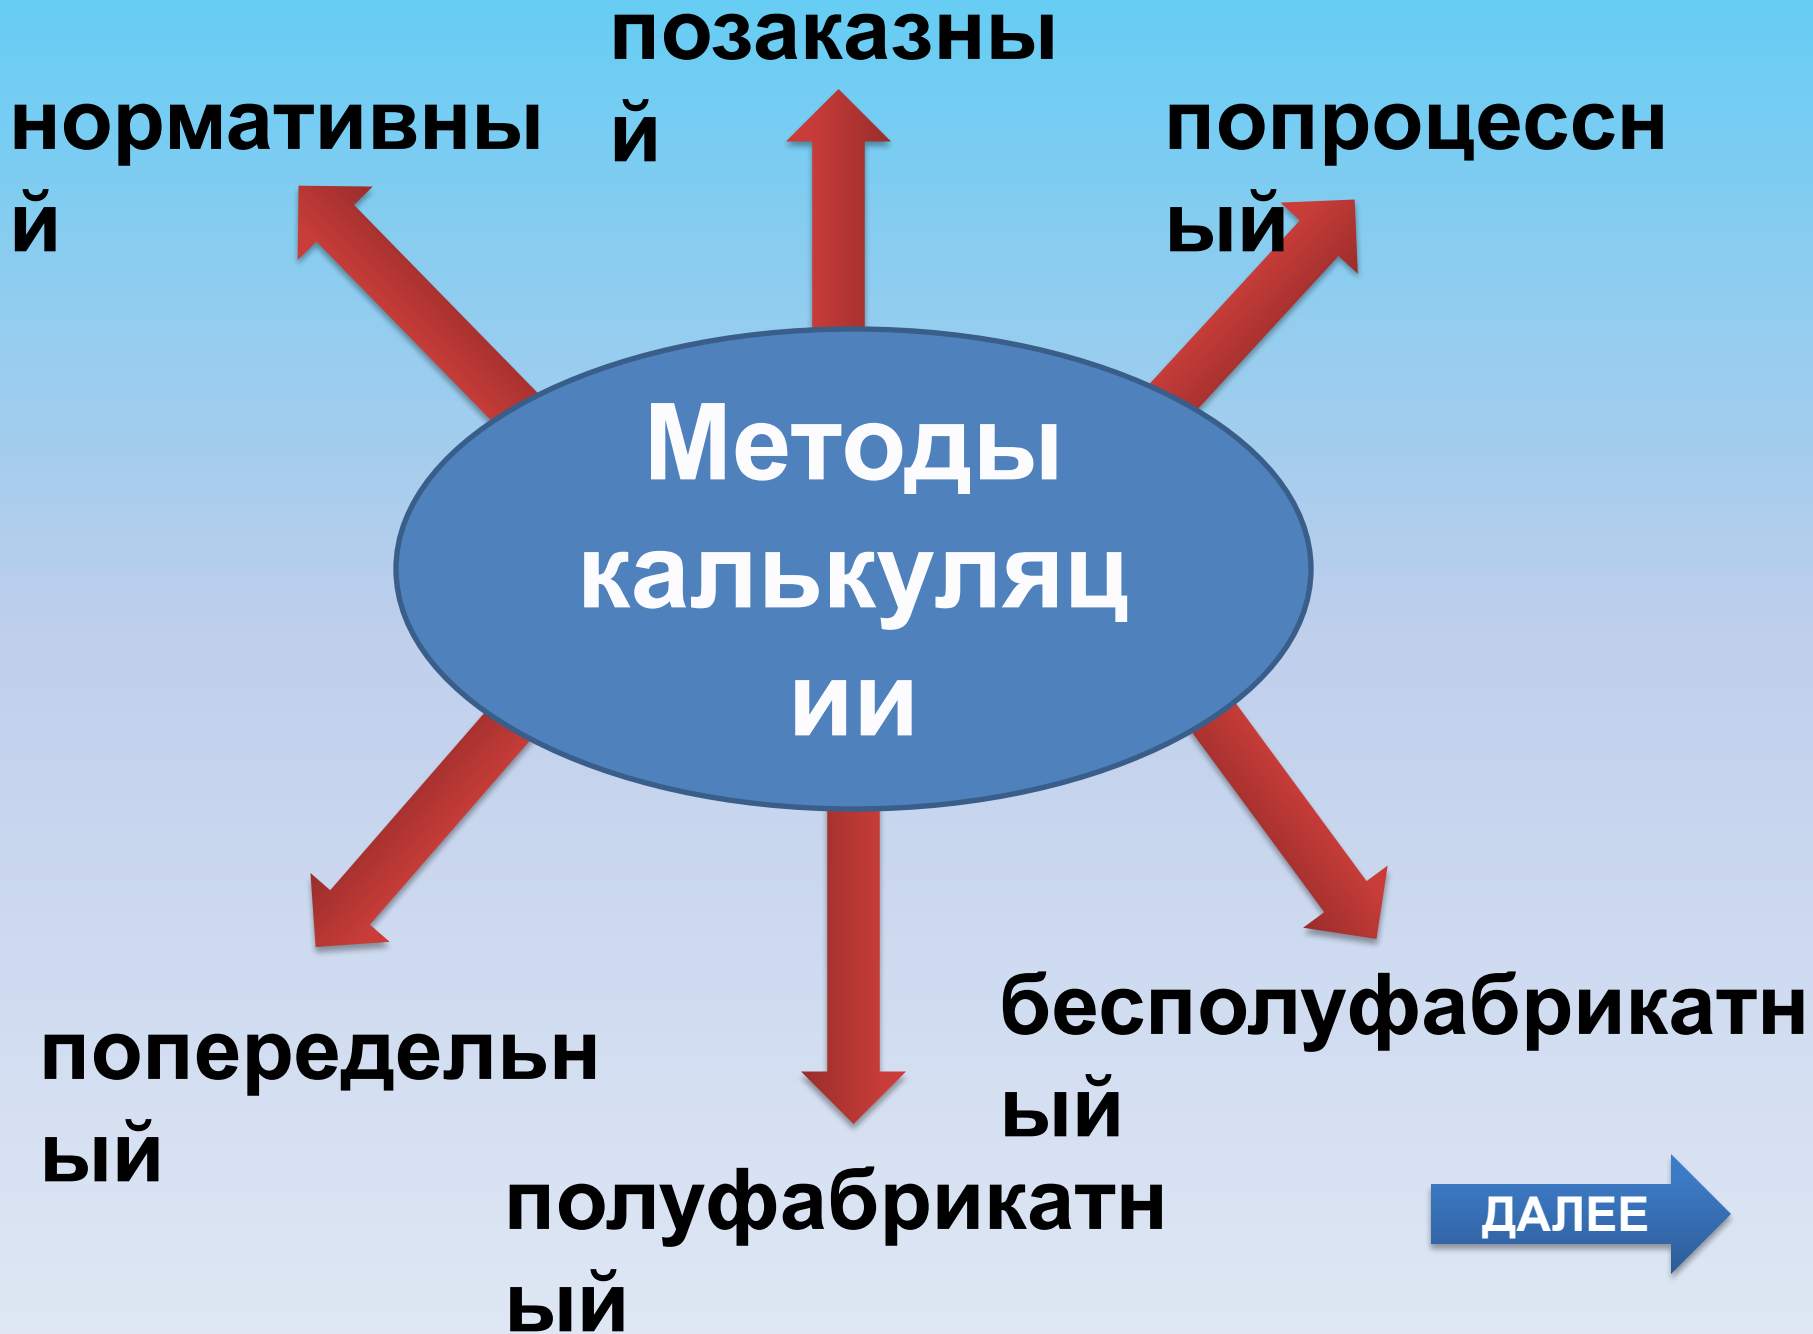 позаказны
й
нормативны
й
попроцессн
ый
Методы
калькуляц
ии
попередельн
ый
полуфабрикатн
ый
бесполуфабрикатн
ый
ДАЛЕЕ